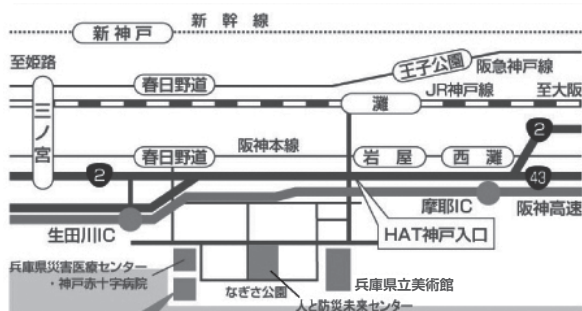 新幹線
新神戸
至姫路
王子公園
阪急神戸線
春日野道
三ノ宮
灘
JR神戸線
至大阪
2
阪神本線
春日野道
岩屋
西灘
2
43
生田川IC
摩耶IC
阪神高速
HAT神戸入口
兵庫県災害医療センター
・神戸赤十字病院
なぎさ公園
人と防災未来センター
兵庫県立美術館